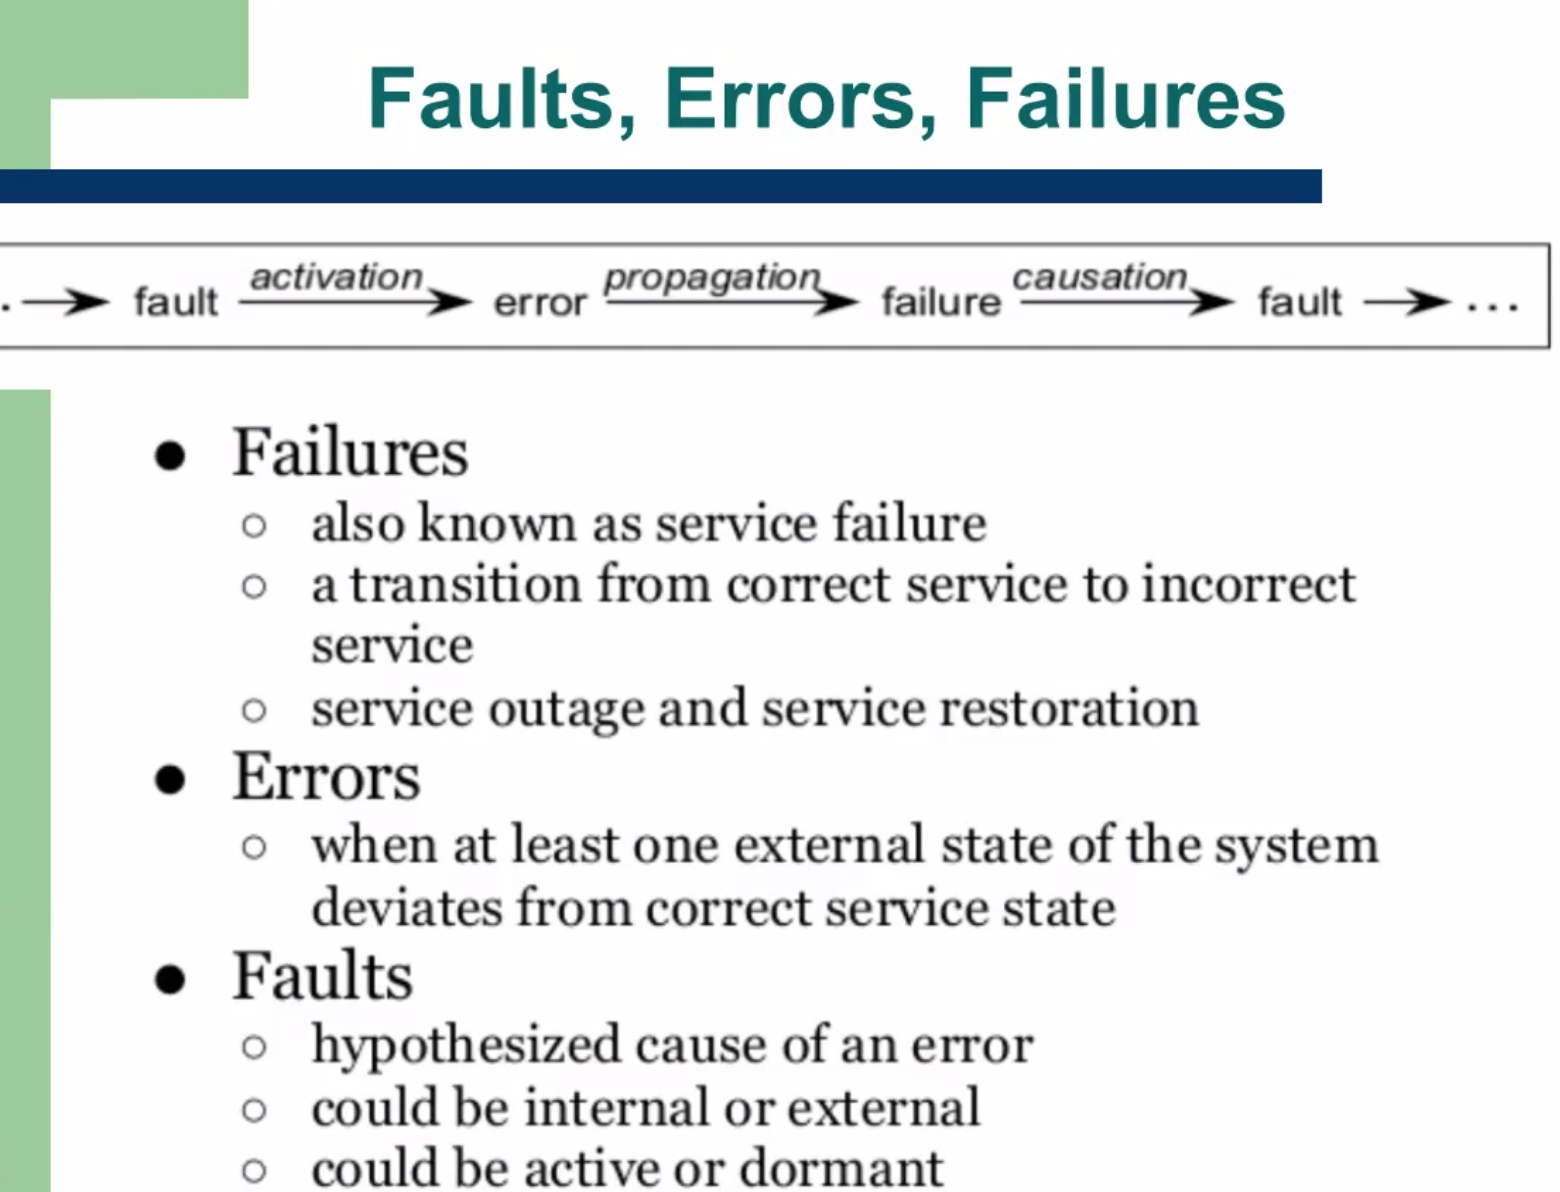 Faults, Errors, Failures
. → fault activation → error propagation → failure causation → fault → ...
● Failures
○ also known as service failure
○ a transition from correct service to incorrect
service
○ service outage and service restoration
● Errors
○ when at least one external state of the system
deviates from correct service state
● Faults
○ hypothesized cause of an error
○ could be internal or external
○ could be active or dormant